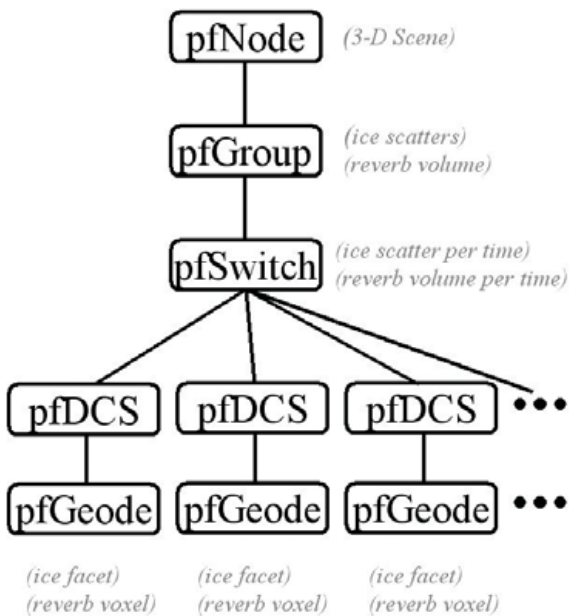 pfNode (3-D Scene)
pfGroup (ice scatters)
(reverb volume)
pfSwitch (ice scatter per time)
(reverb volume per time)
pfDCS pfDCS pfDCS •••
pfGeode pfGeode pfGeode •••
(ice facet) (ice facet) (ice facet)
(reverb voxel) (reverb voxel) (reverb voxel)